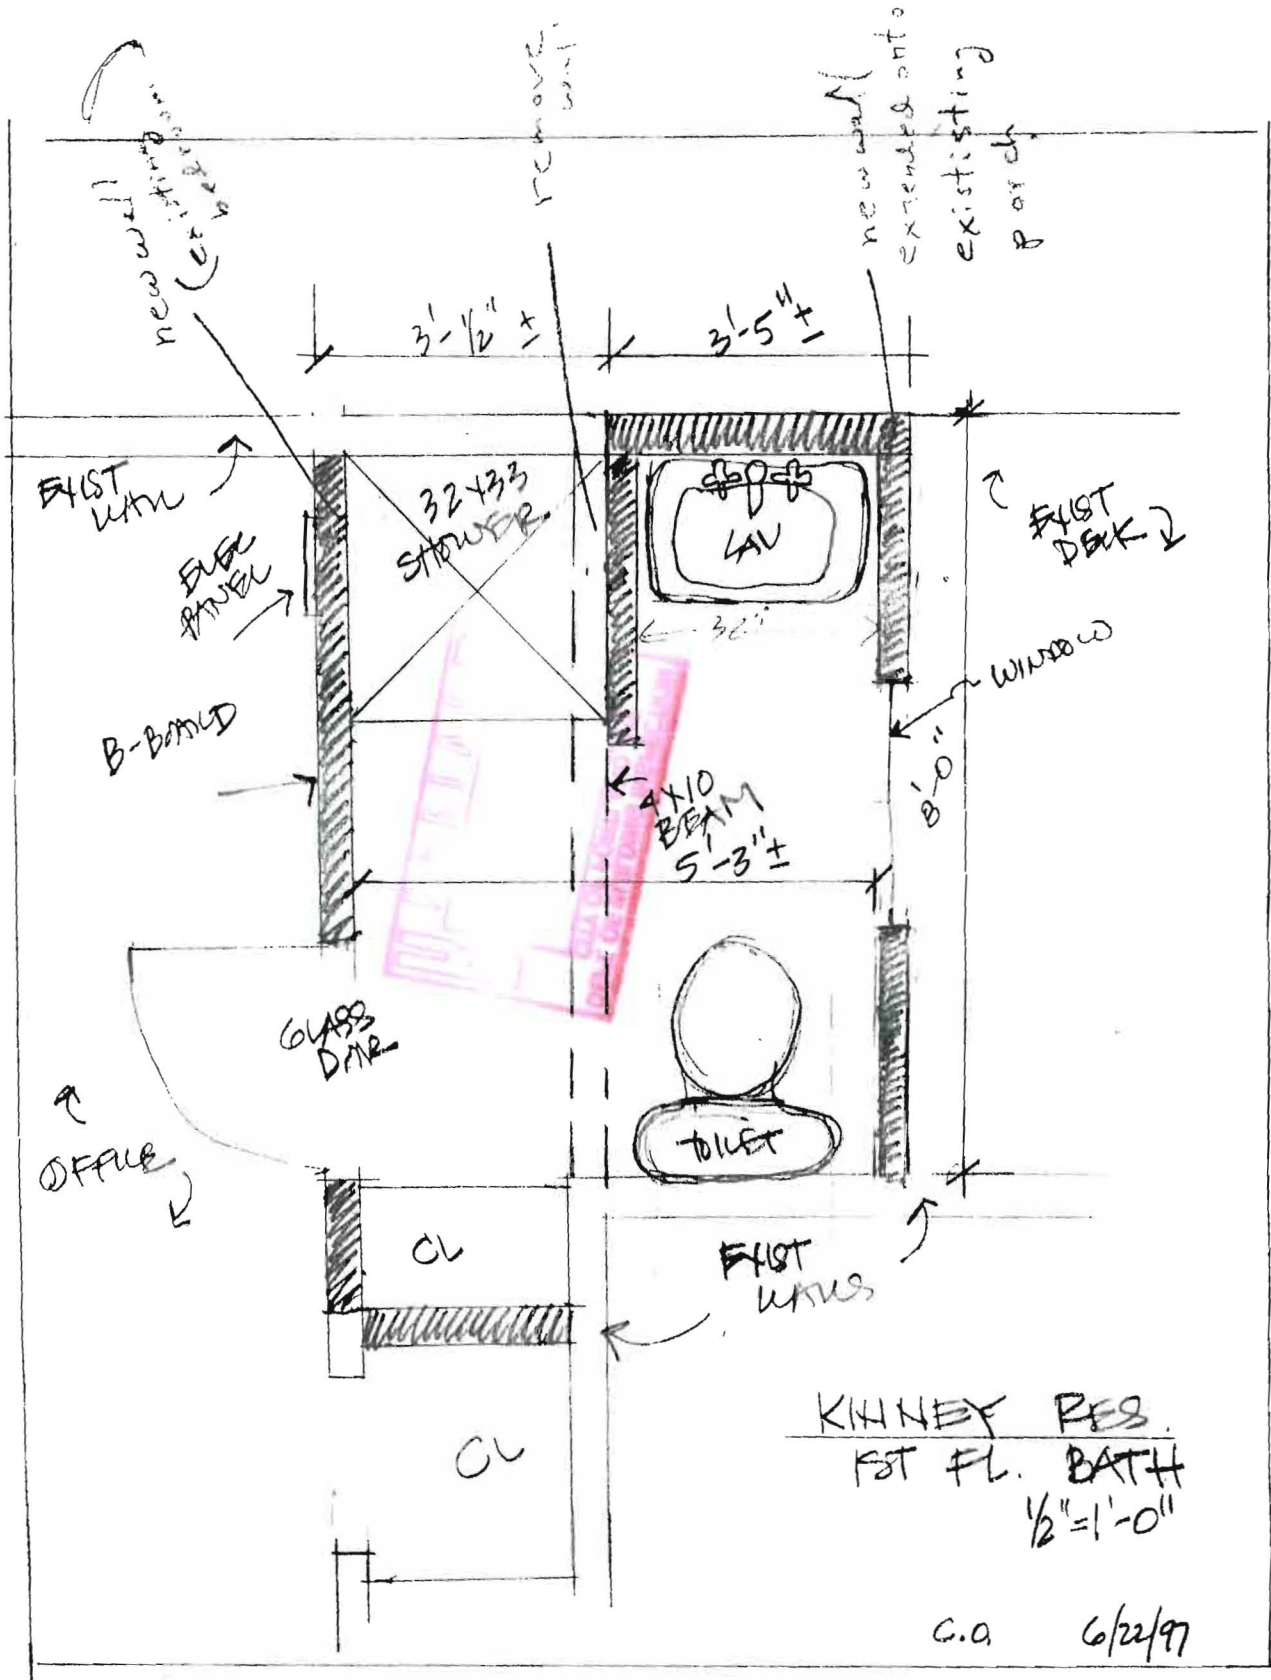 new wall
(existing
bedroom
remove
wall
new wall
extended onto
exististing
porch
3'-1/2" ±
3'-5" ±
EXIST
WALL
32X33
SHOWER
LAV
EXIST
DECK
ELEC
PANEL
32"
WINDOW
B-BOARD
4X10
BEAM
8'-0"
5'-3" ±
GLASS
DOOR
TOILET
OFFICE
CL
EXIST
WALLS
CL
KINNEY RES.
1ST FL. BATH
1/2"=1'-0"
6/22/97